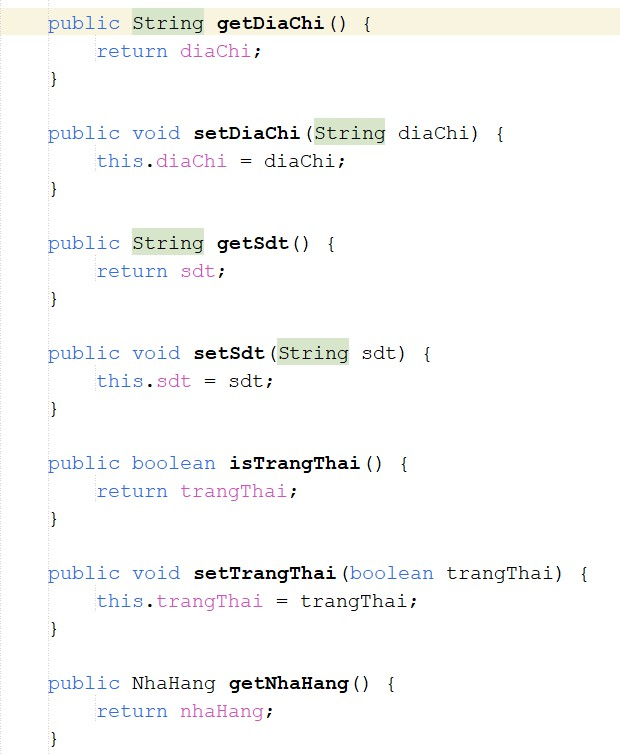 public String getDiaChi() {
return diaChi;
}
public void setDiaChi(String diaChi) {
this.diaChi = diaChi;
}
public String getSdt() {
return sdt;
}
public void setSdt(String sdt) {
this.sdt = sdt;
}
public boolean isTrangThai() {
return trangThai;
}
public void setTrangThai(boolean trangThai) {
this.trangThai = trangThai;
}
public NhaHang getNhaHang() {
return nhaHang;
}